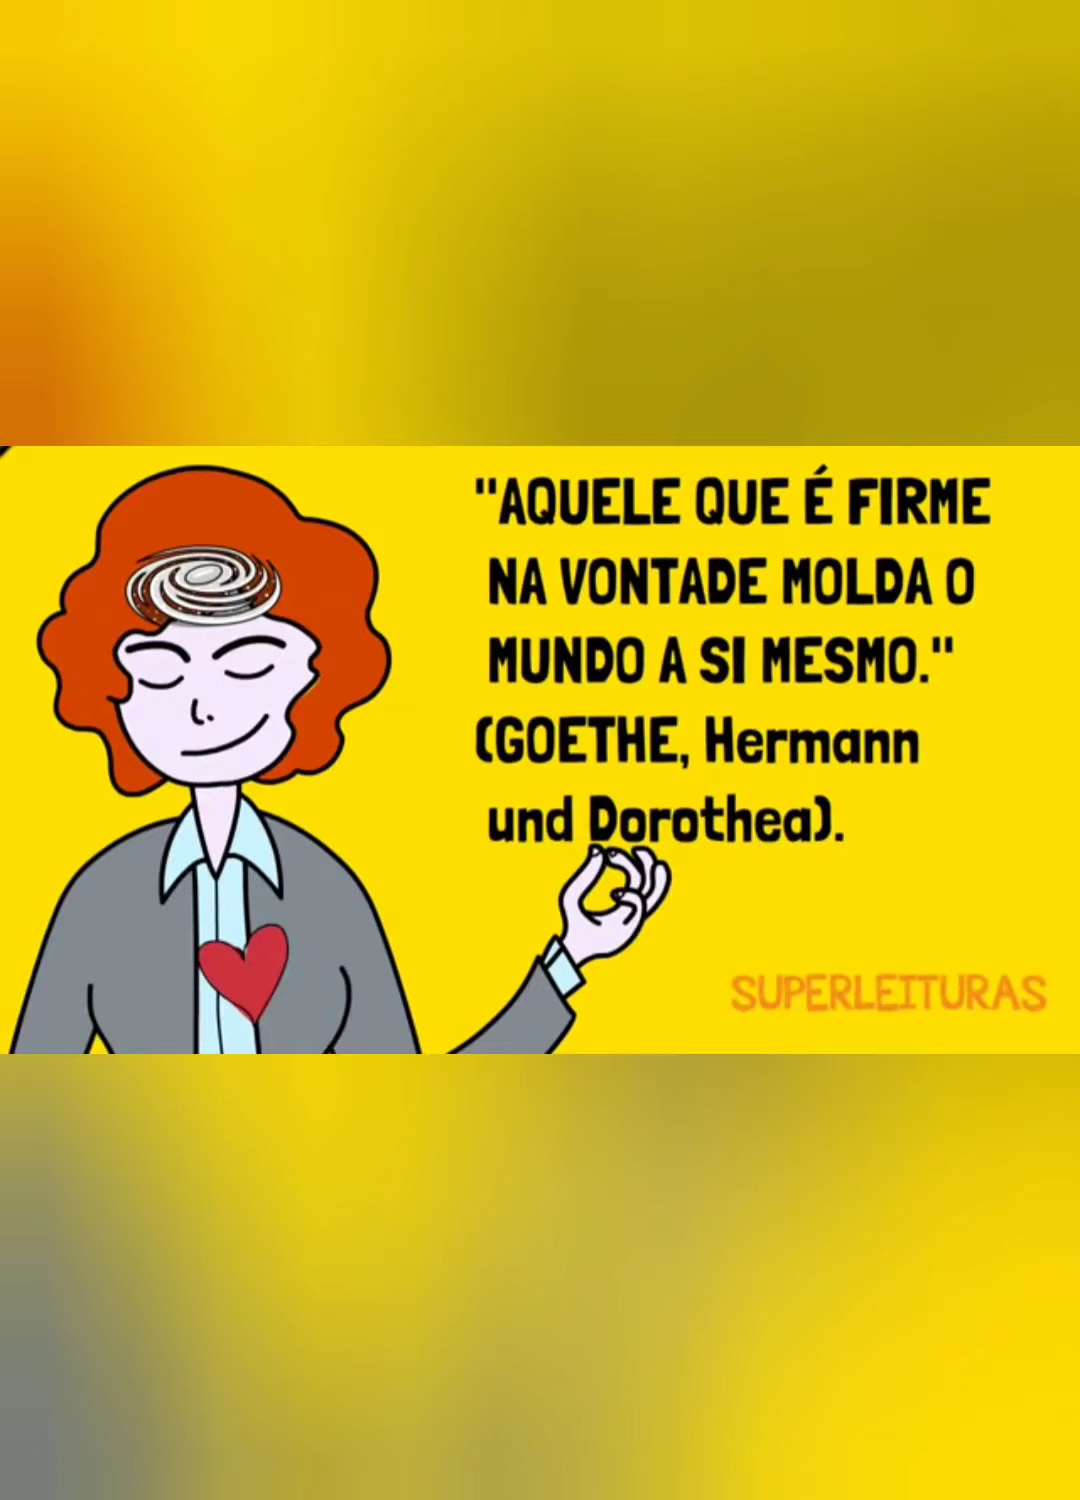 "AQUELE QUE É FIRME
NA VONTADE MOLDA O
MUNDO A SI MESMO."
(GOETHE, Hermann
und Dorothea).
SUPERLEITURAS